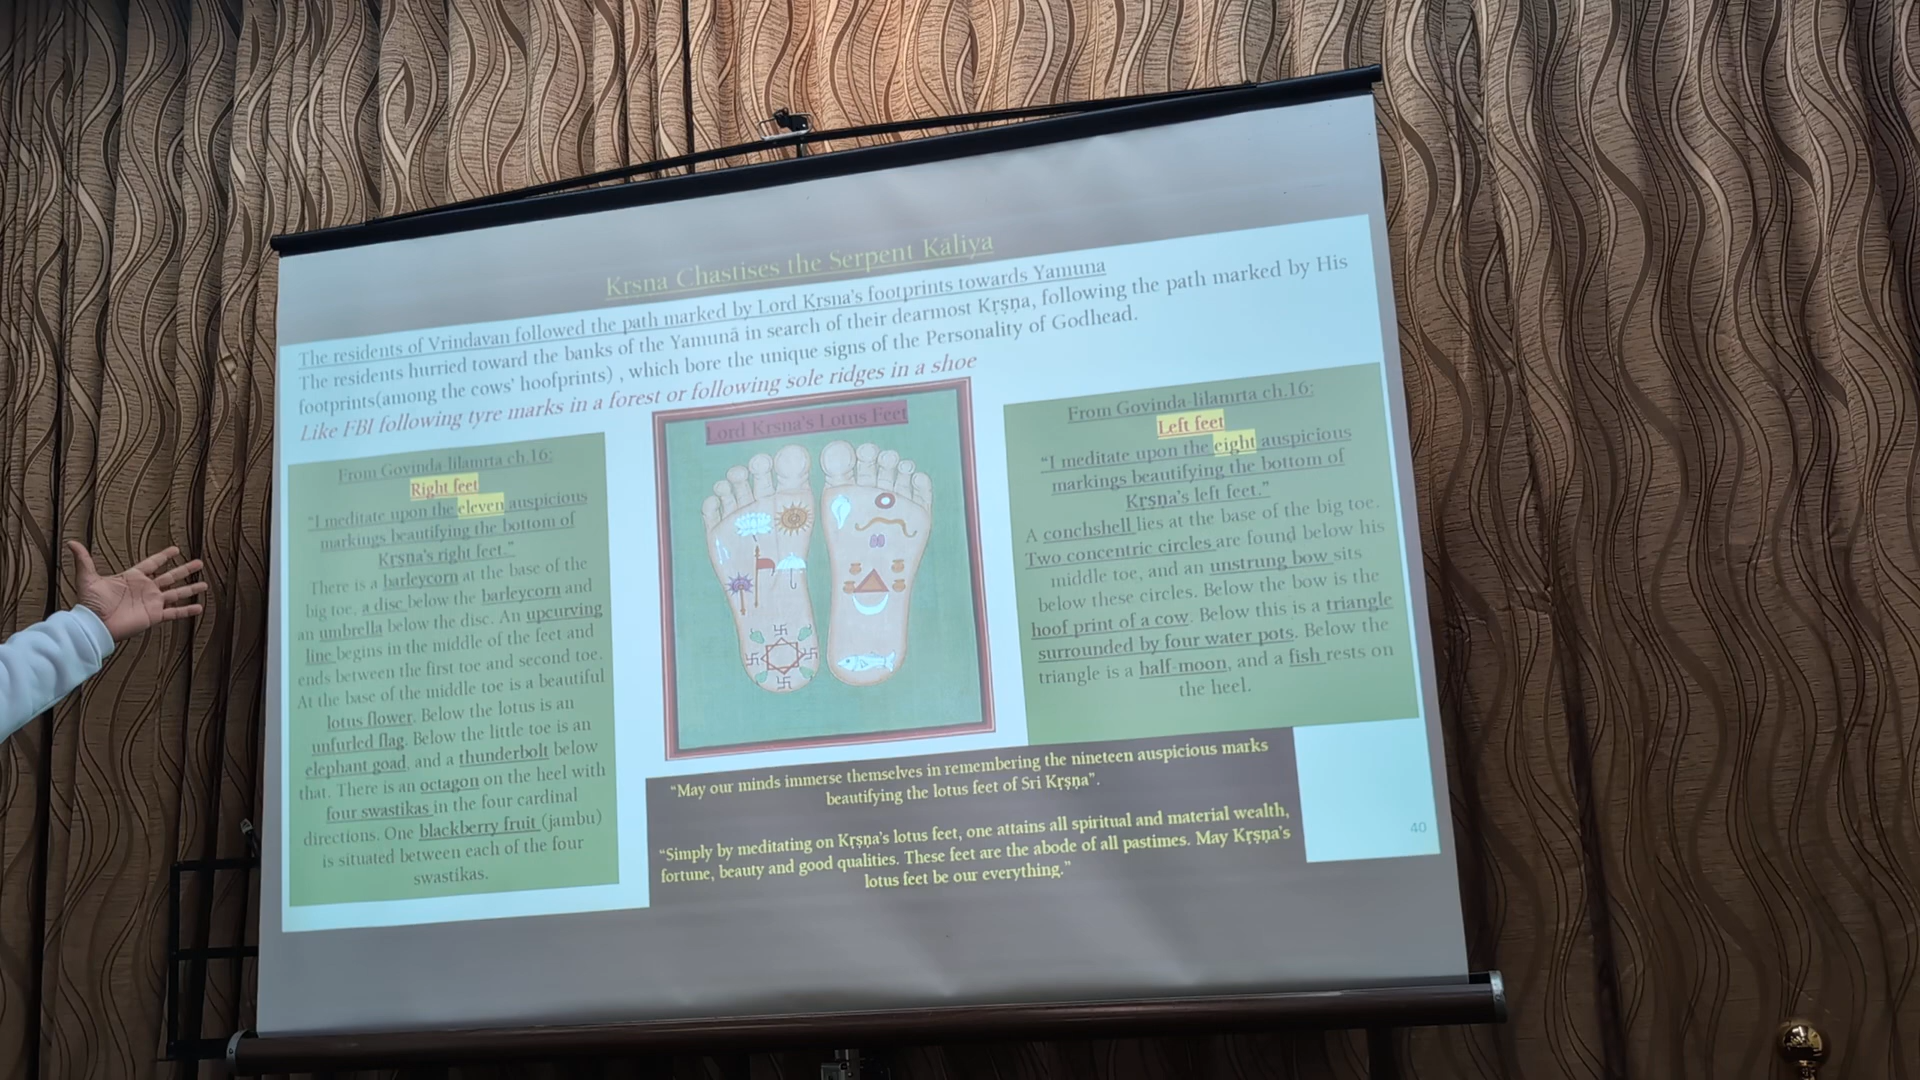 Krsna Chastises the Serpent Kāliya
The residents of Vrindavan followed the path marked by Lord Krsna's footprints towards Yamuna
The residents hurried toward the banks of the Yamunā in search of their dearmost Kṛṣṇa, following the path marked by His
footprints(among the cows' hoofprints) , which bore the unique signs of the Personality of Godhead.
Like FBI following tyre marks in a forest or following sole ridges in a shoe
From Govinda-lilamrta ch.16:
Right feet
"I meditate upon the eleven auspicious
markings beautifying the bottom of
Kṛṣṇa's right feet."
There is a barleycorn at the base of the
big toe, a disc below the barleycorn and
an umbrella below the disc. An upcurving
line begins in the middle of the feet and
ends between the first toe and second toe.
At the base of the middle toe is a beautiful
lotus flower. Below the lotus is an
unfurled flag. Below the little toe is an
elephant goad, and a thunderbolt below
that. There is an octagon on the heel with
four swastikas in the four cardinal
directions. One blackberry fruit (jambu)
is situated between each of the four
swastikas.
Lord Krsna's Lotus Feet
From Govinda-lilamrta ch.16:
Left feet
"I meditate upon the eight auspicious
markings beautifying the bottom of
Kṛṣṇa's left feet."
A conchshell lies at the base of the big toe.
Two concentric circles are found below his
middle toe, and an unstrung bow sits
below these circles. Below the bow is the
hoof print of a cow. Below this is a triangle
surrounded by four water pots. Below the
triangle is a half-moon, and a fish rests on
the heel.
"May our minds immerse themselves in remembering the nineteen auspicious marks
beautifying the lotus feet of Sri Kṛṣṇa".
"Simply by meditating on Kṛṣṇa's lotus feet, one attains all spiritual and material wealth,
fortune, beauty and good qualities. These feet are the abode of all pastimes. May Kṛṣṇa's
lotus feet be our everything."
40